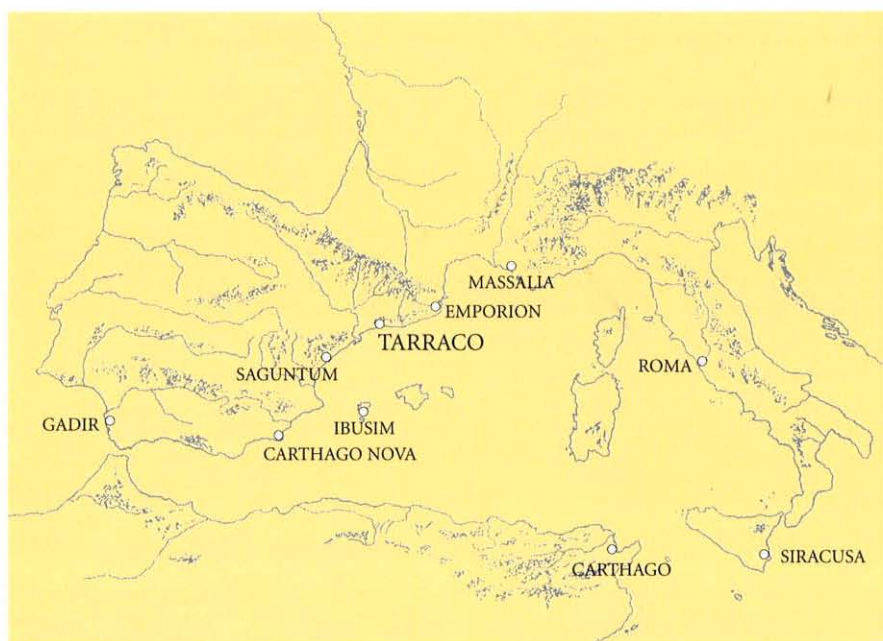 MASSALIA
EMPORION
TARRACO
SAGUNTUM
ROMA
GADIR
IBUSIM
CARTHAGO NOVA
CARTHAGO
SIRACUSA